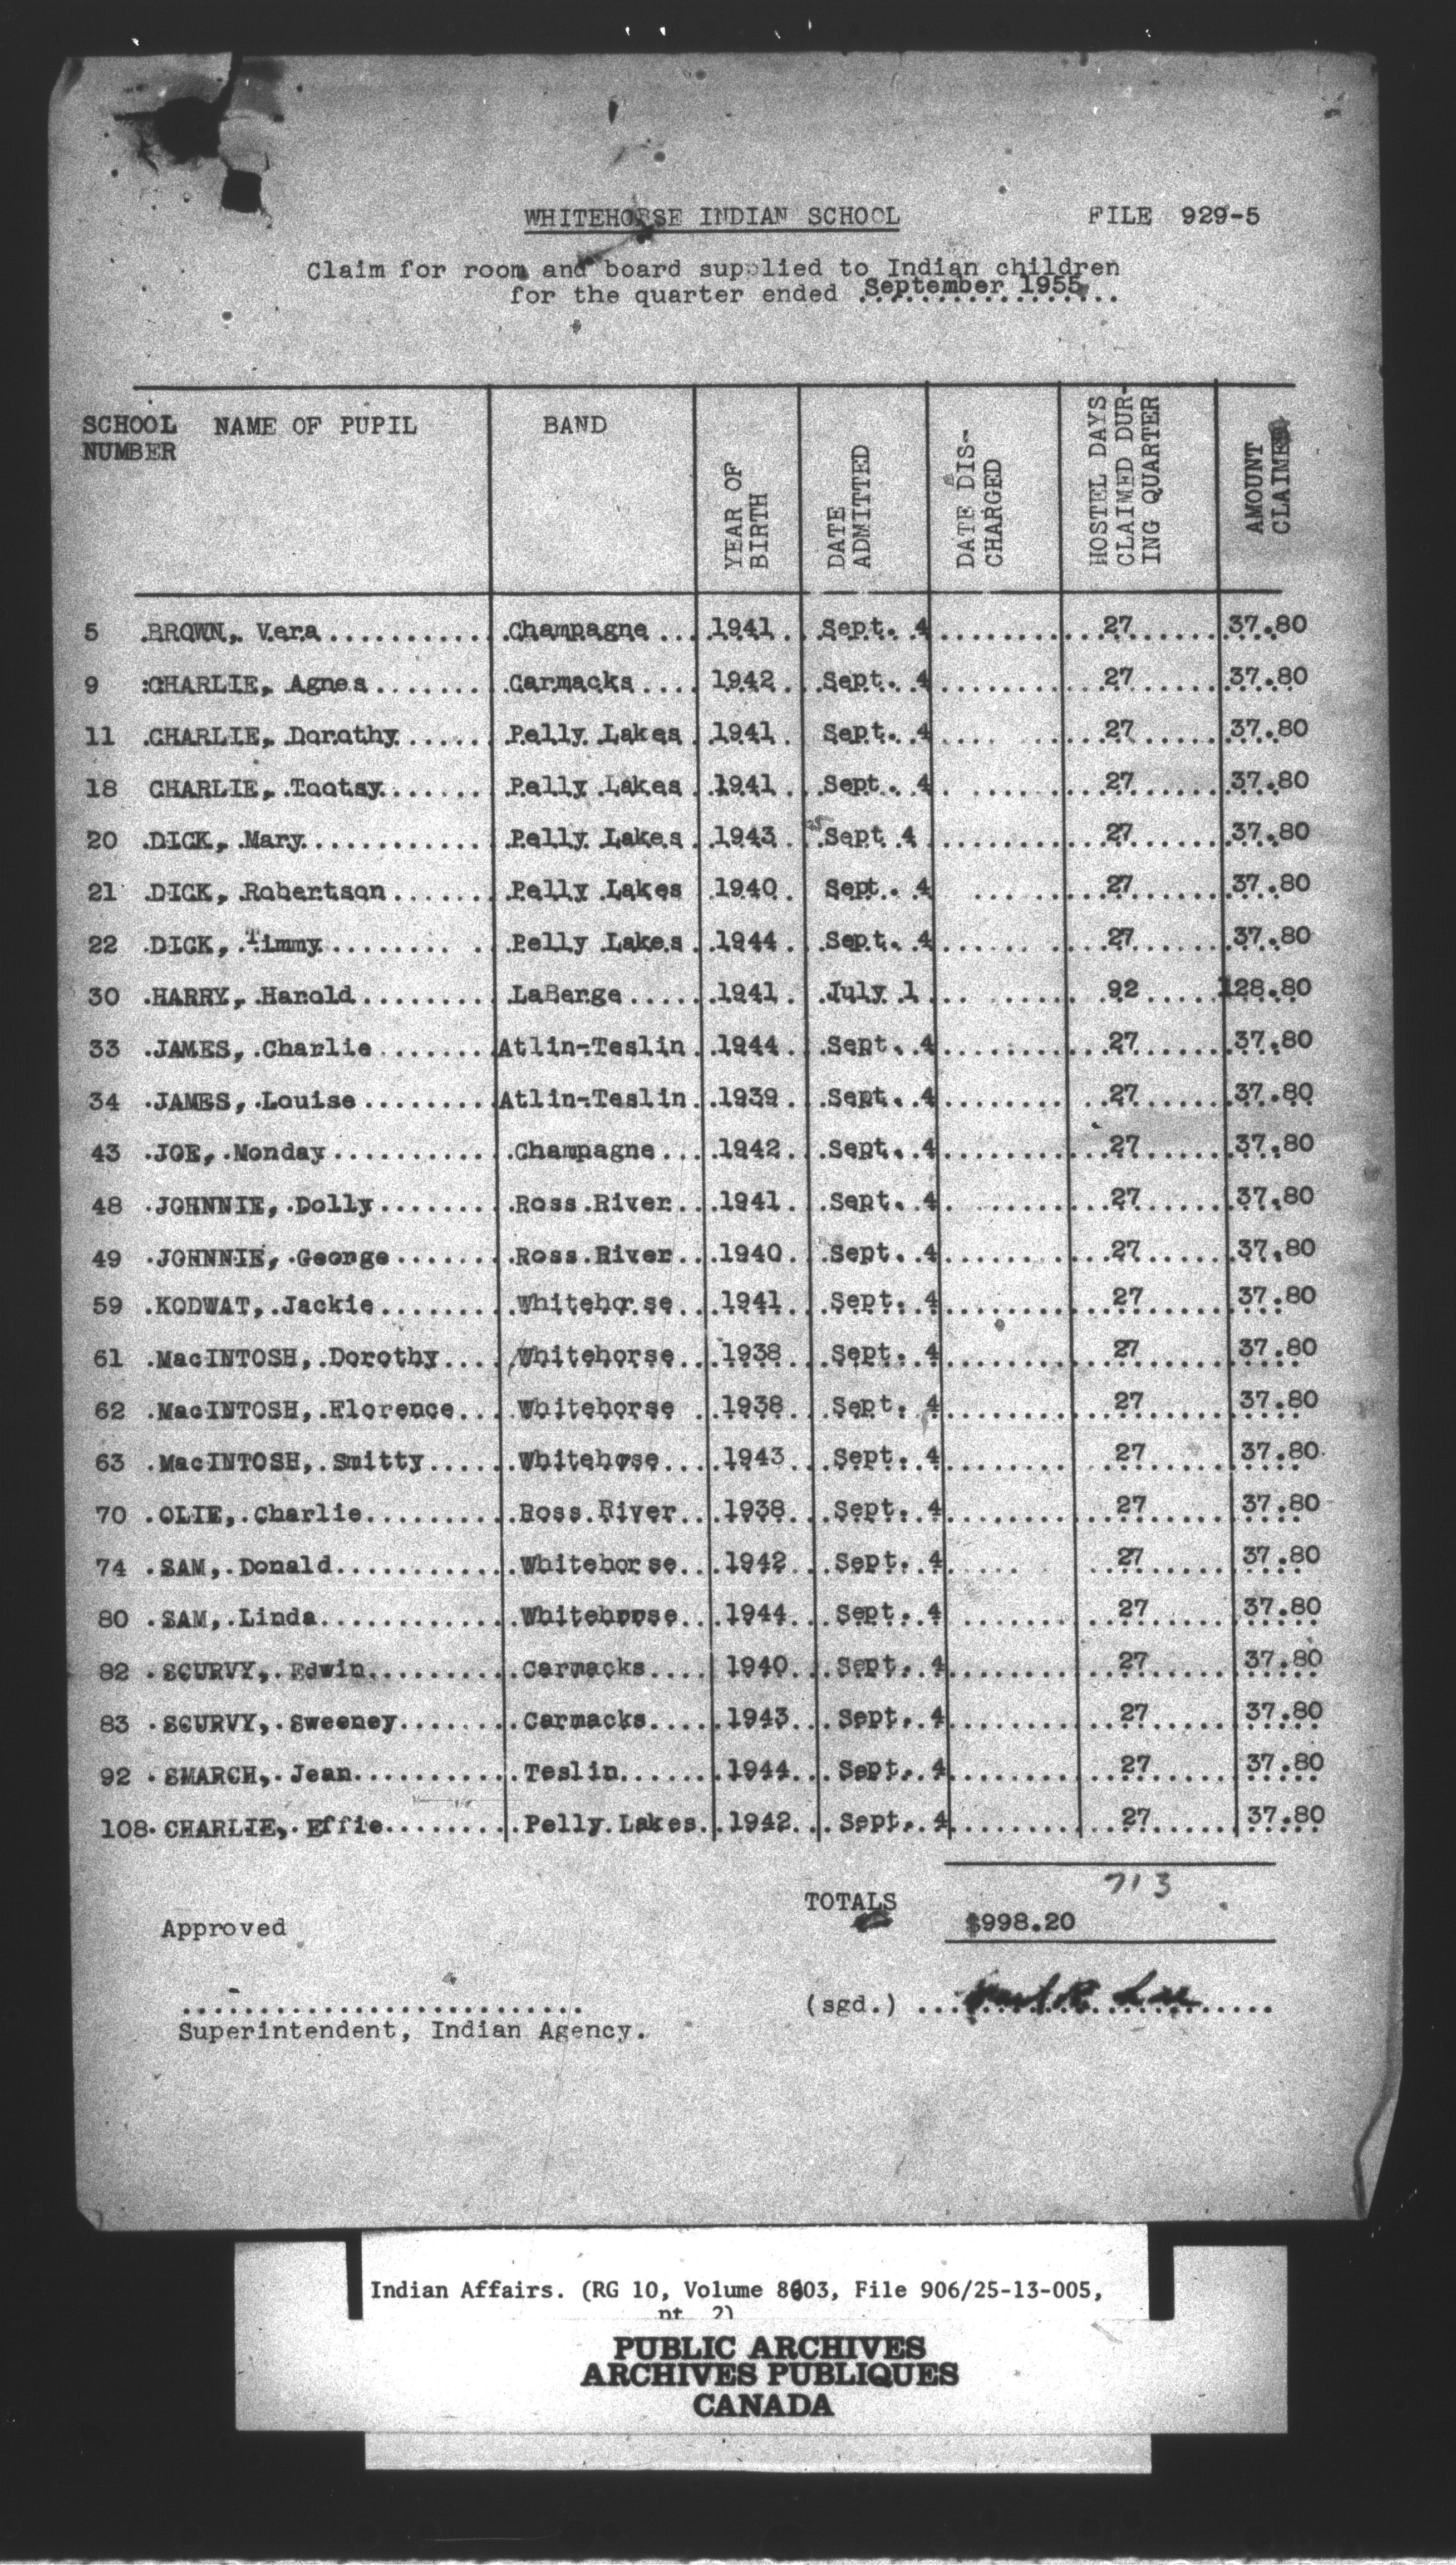 WHITEHORSE INDIAN SCHOOL FILE 929-5
Claim for room and board supplied to Indian children
for the quarter ended September 1955
SCHOOL NUMBER NAME OF PUPIL BAND YEAR OF BIRTH DATE ADMITTED DATE DIS-CHARGED HOSTEL DAYS CLAIMED DUR-ING QUARTER AMOUNT CLAIMED
5 BROWN, Vera Champagne 1941 Sept. 4 27 37.80
9 CHARLIE, Agnes Carmacks 1942 Sept. 4 27 37.80
11 CHARLIE, Dorothy Pelly Lakes 1941 Sept. 4 27 37.80
18 CHARLIE, Tootsy Pelly Lakes 1941 Sept. 4 27 37.80
20 DICK, Mary Pelly Lakes 1943 Sept 4 27 37.80
21 DICK, Robertson Pelly Lakes 1940 Sept. 4 27 37.80
22 DICK, Timmy Pelly Lakes 1944 Sept. 4 27 37.80
30 HARRY, Harold LaBerge 1941 July 1 92 128.80
33 JAMES, Charlie Atlin-Teslin 1944 Sept. 4 27 37.80
34 JAMES, Louise Atlin-Teslin 1939 Sept. 4 27 37.80
43 JOE, Monday Champagne 1942 Sept. 4 27 37.80
48 JOHNNIE, Dolly Ross River 1941 Sept. 4 27 37.80
49 JOHNNIE, George Ross River 1940 Sept. 4 27 37.80
59 KODWAT, Jackie Whitehorse 1941 Sept. 4 27 37.80
61 MacINTOSH, Dorothy Whitehorse 1938 Sept. 4 27 37.80
62 MacINTOSH, Florence Whitehorse 1938 Sept. 4 27 37.80
63 MacINTOSH, Smitty Whitehose 1943 Sept. 4 27 37.80
70 OLIE, Charlie Ross River 1938 Sept. 4 27 37.80
74 SAM, Donald Whitehorse 1942 Sept. 4 27 37.80
80 SAM, Linda Whitehorse 1944 Sept. 4 27 37.80
82 SCURVY, Edwin Carmacks 1940 Sept. 4 27 37.80
83 SCURVY, Sweeney Carmacks 1943 Sept. 4 27 37.80
92 SMARCH, Jean Teslin 1944 Sept. 4 27 37.80
108 CHARLIE, Effie Pelly Lakes 1942 Sept. 4 27 37.80
713
TOTALS $998.20
Approved
(sgd.)
Superintendent, Indian Agency.
Indian Affairs. (RG 10, Volume 8603, File 906/25-13-005,
pt. 2)
PUBLIC ARCHIVES
ARCHIVES PUBLIQUES
CANADA